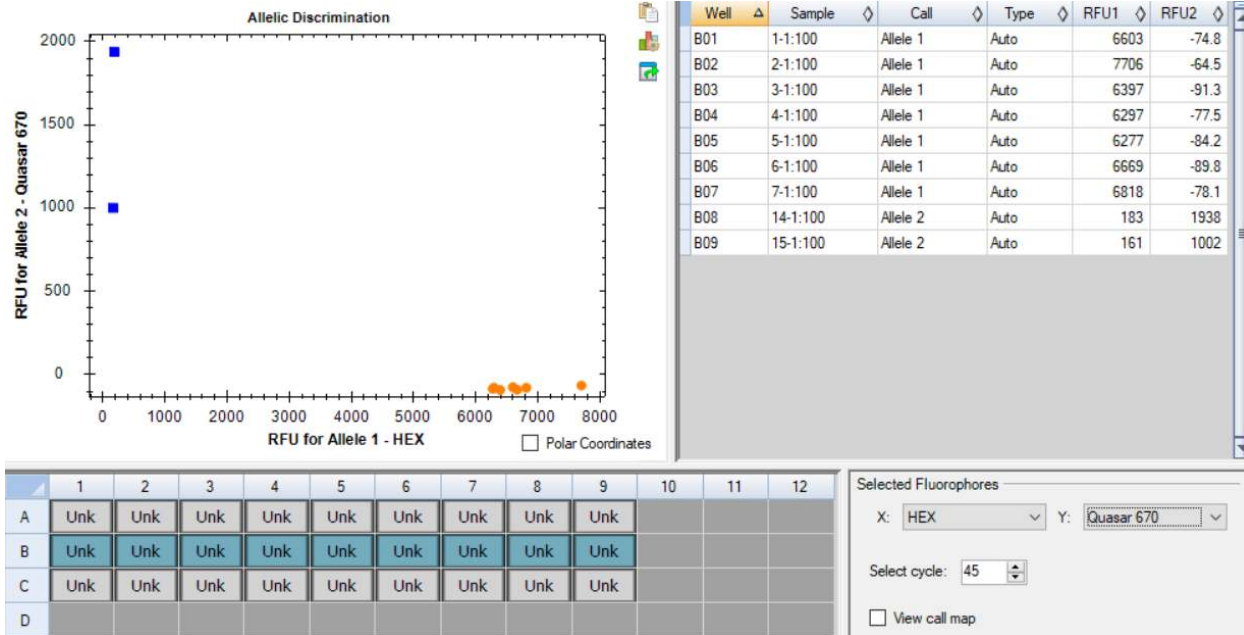 Allelic Discrimination
2000
1500
1000
500
0
RFU for Allele 2 - Quasar 670
0 1000 2000 3000 4000 5000 6000 7000 8000
RFU for Allele 1 - HEX
Polar Coordinates
Well Sample Call Type RFU1 RFU2
B01 1-1:100 Allele 1 Auto 6603 -74.8
B02 2-1:100 Allele 1 Auto 7706 -64.5
B03 3-1:100 Allele 1 Auto 6397 -91.3
B04 4-1:100 Allele 1 Auto 6297 -77.5
B05 5-1:100 Allele 1 Auto 6277 -84.2
B06 6-1:100 Allele 1 Auto 6669 -89.8
B07 7-1:100 Allele 1 Auto 6818 -78.1
B08 14-1:100 Allele 2 Auto 183 1938
B09 15-1:100 Allele 2 Auto 161 1002
1 2 3 4 5 6 7 8 9 10 11 12
A Unk Unk Unk Unk Unk Unk Unk Unk Unk
B Unk Unk Unk Unk Unk Unk Unk Unk Unk
C Unk Unk Unk Unk Unk Unk Unk Unk Unk
D
Selected Fluorophores
X: HEX Y: Quasar 670
Select cycle: 45
View call map